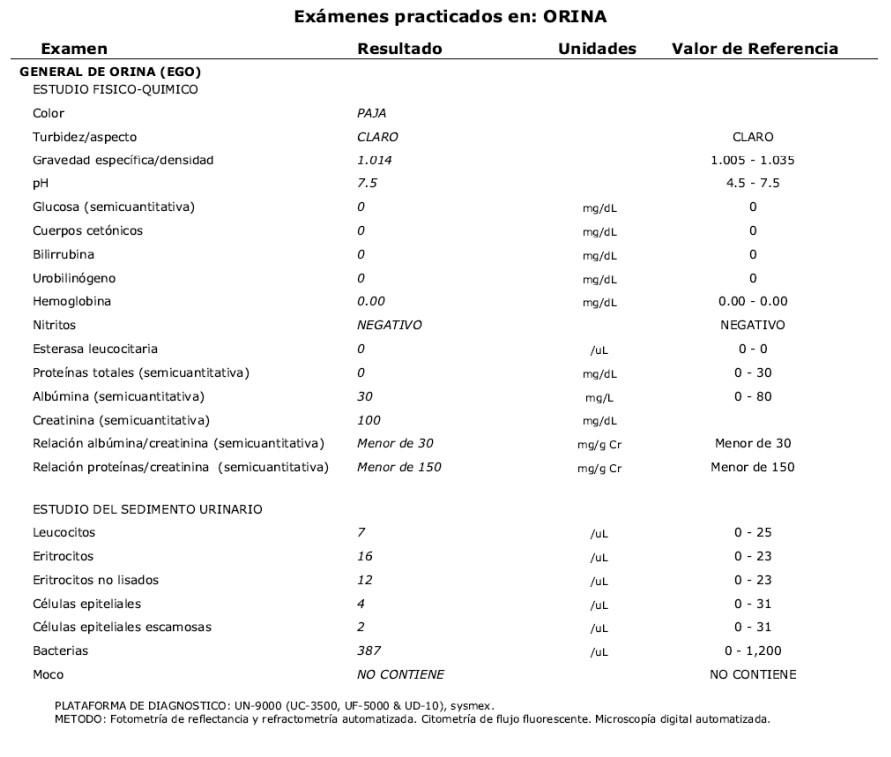 Exámenes practicados en: ORINA
Examen Resultado Unidades Valor de Referencia
GENERAL DE ORINA (EGO)
ESTUDIO FISICO-QUIMICO
Color PAJA
Turbidez/aspecto CLARO CLARO
Gravedad específica/densidad 1.014 1.005 - 1.035
pH 7.5 4.5 - 7.5
Glucosa (semicuantitativa) 0 mg/dL 0
Cuerpos cetónicos 0 mg/dL 0
Bilirrubina 0 mg/dL 0
Urobilinógeno 0 mg/dL 0
Hemoglobina 0.00 mg/dL 0.00 - 0.00
Nitritos NEGATIVO NEGATIVO
Esterasa leucocitaria 0 /uL 0 - 0
Proteínas totales (semicuantitativa) 0 mg/dL 0 - 30
Albúmina (semicuantitativa) 30 mg/L 0 - 80
Creatinina (semicuantitativa) 100 mg/dL
Relación albúmina/creatinina (semicuantitativa) Menor de 30 mg/g Cr Menor de 30
Relación proteínas/creatinina (semicuantitativa) Menor de 150 mg/g Cr Menor de 150
ESTUDIO DEL SEDIMENTO URINARIO
Leucocitos 7 /uL 0 - 25
Eritrocitos 16 /uL 0 - 23
Eritrocitos no lisados 12 /uL 0 - 23
Células epiteliales 4 /uL 0 - 31
Células epiteliales escamosas 2 /uL 0 - 31
Bacterias 387 /uL 0 - 1,200
Moco NO CONTIENE NO CONTIENE
PLATAFORMA DE DIAGNOSTICO: UN-9000 (UC-3500, UF-5000 & UD-10), sysmex.
METODO: Fotometría de reflectancia y refractometría automatizada. Citometría de flujo fluorescente. Microscopía digital automatizada.